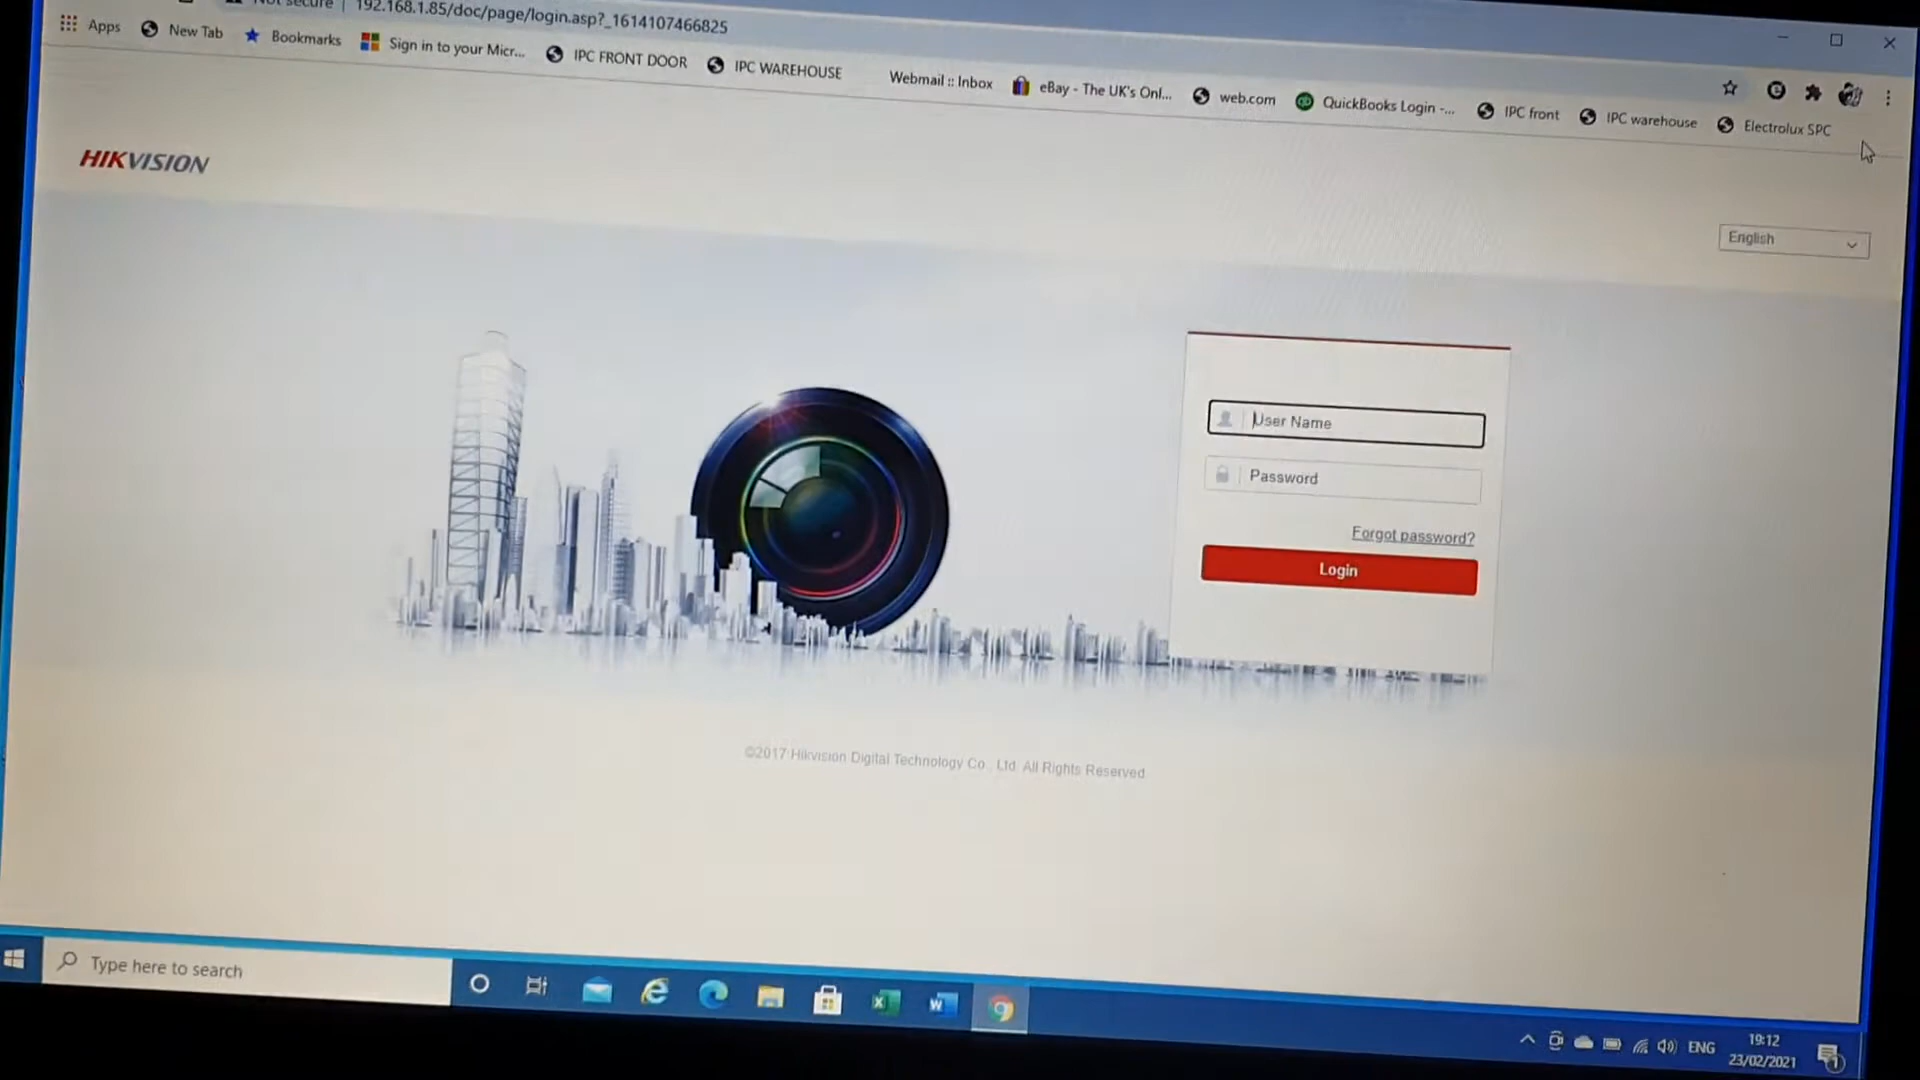 Not secure | 192.168.1.85/doc/page/login.asp?_1614107466825
Apps New Tab Bookmarks Sign in to your Micr... IPC FRONT DOOR IPC WAREHOUSE Webmail :: Inbox eBay - The UK's Onl... web.com QuickBooks Login -... IPC front IPC warehouse Electrolux SPC
HIKVISION
English
User Name
Password
Forgot password?
Login
©2017 Hikvision Digital Technology Co., Ltd. All Rights Reserved.
Type here to search
ENG
19:12
23/02/2021
1